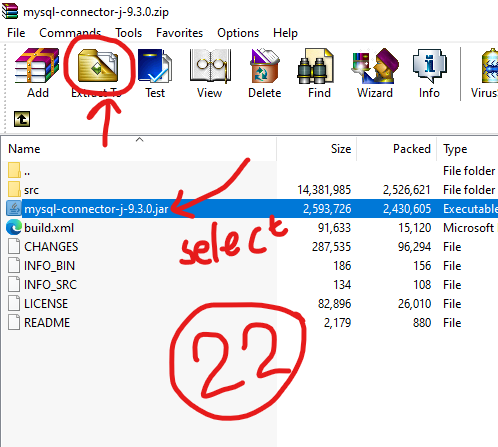 mysql-connector-j-9.3.0.zip
File Commands Tools Favorites Options Help
Add Extract To Test View Delete Find Wizard Info Virus
Name Size Packed Type
.. File folder
src 14,381,985 2,526,621 File folder
mysql-connector-j-9.3.0.jar 2,593,726 2,430,605 Executable
build.xml 91,633 15,120 Microsoft
CHANGES 287,535 96,294 File
INFO_BIN 186 156 File
INFO_SRC 134 108 File
LICENSE 82,896 26,010 File
README 2,179 880 File
select
22